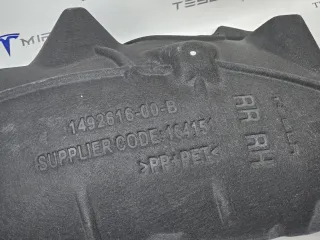 1492616-00-B
SUPPLIER CODE: 16415
>PP+PET<
RR RH